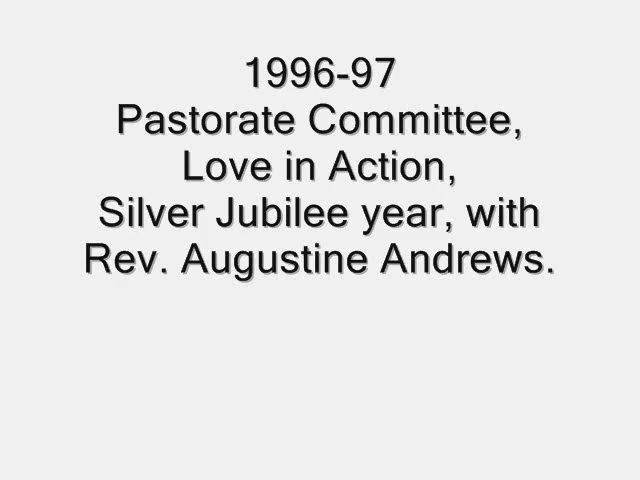 1996-97
Pastorate Committee,
Love in Action,
Silver Jubilee year, with
Rev. Augustine Andrews.